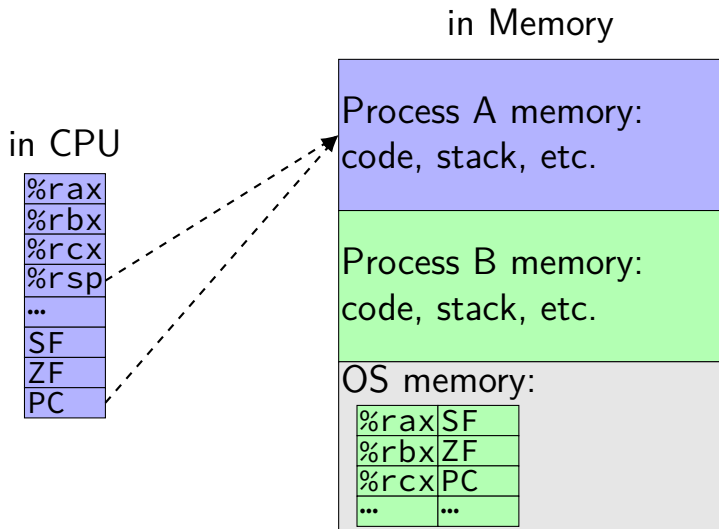 in Memory
in CPU
%rax
%rbx
%rcx
%rsp
…
SF
ZF
PC
Process A memory:
code, stack, etc.
Process B memory:
code, stack, etc.
OS memory:
%rax SF
%rbx ZF
%rcx PC
… …